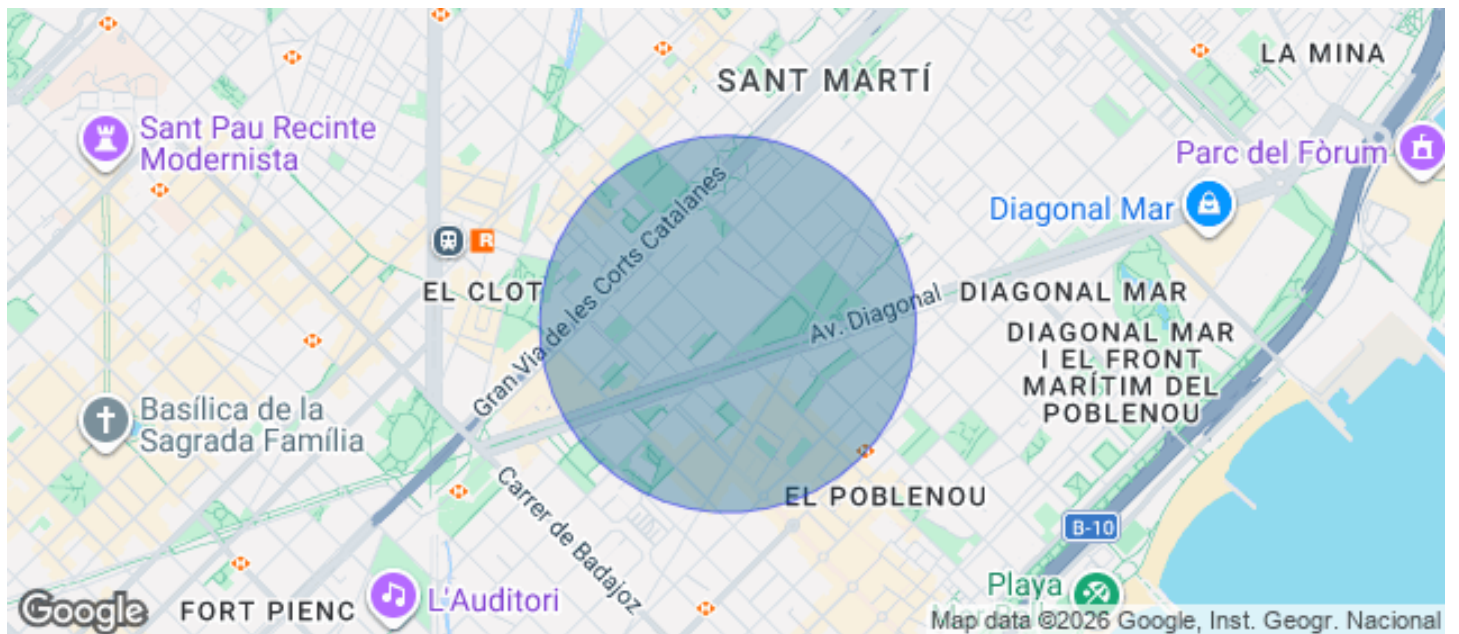 LA MINA
SANT MARTÍ
Sant Pau Recinte
Modernista
Parc del Fòrum
Gran Via de les Corts Catalanes
Diagonal Mar
R
EL CLOT
Av. Diagonal
DIAGONAL MAR
DIAGONAL MAR
I EL FRONT
MARÍTIM DEL
POBLENOU
Basílica de la
Sagrada Família
Carrer de Badajoz
EL POBLENOU
B-10
Playa
L'Auditori
FORT PIENC
Google
Map data ©2026 Google, Inst. Geogr. Nacional